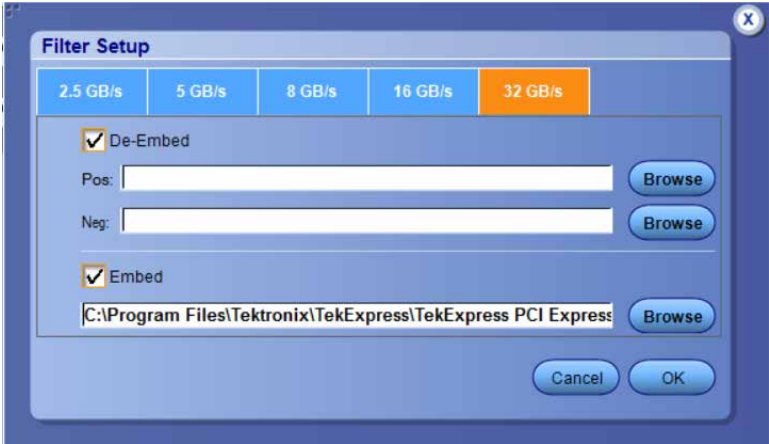 X
Filter Setup
2.5 GB/s 5 GB/s 8 GB/s 16 GB/s 32 GB/s
De-Embed
Pos: Browse
Neg: Browse
Embed
C:\Program Files\Tektronix\TekExpress\TekExpress PCI Express Browse
Cancel OK